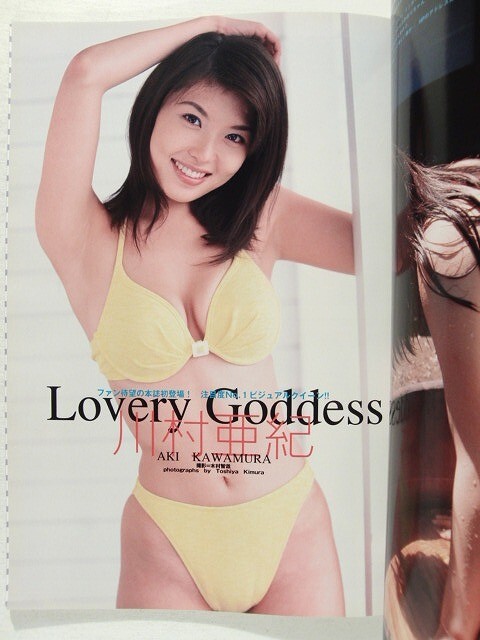 ファン待望の本誌初登場！ 注目度No.1ビジュアルクイーン!!
Lovery Goddess
川村亜紀
AKI KAWAMURA
撮影＝木村智哉
photographs by Toshiya Kimura